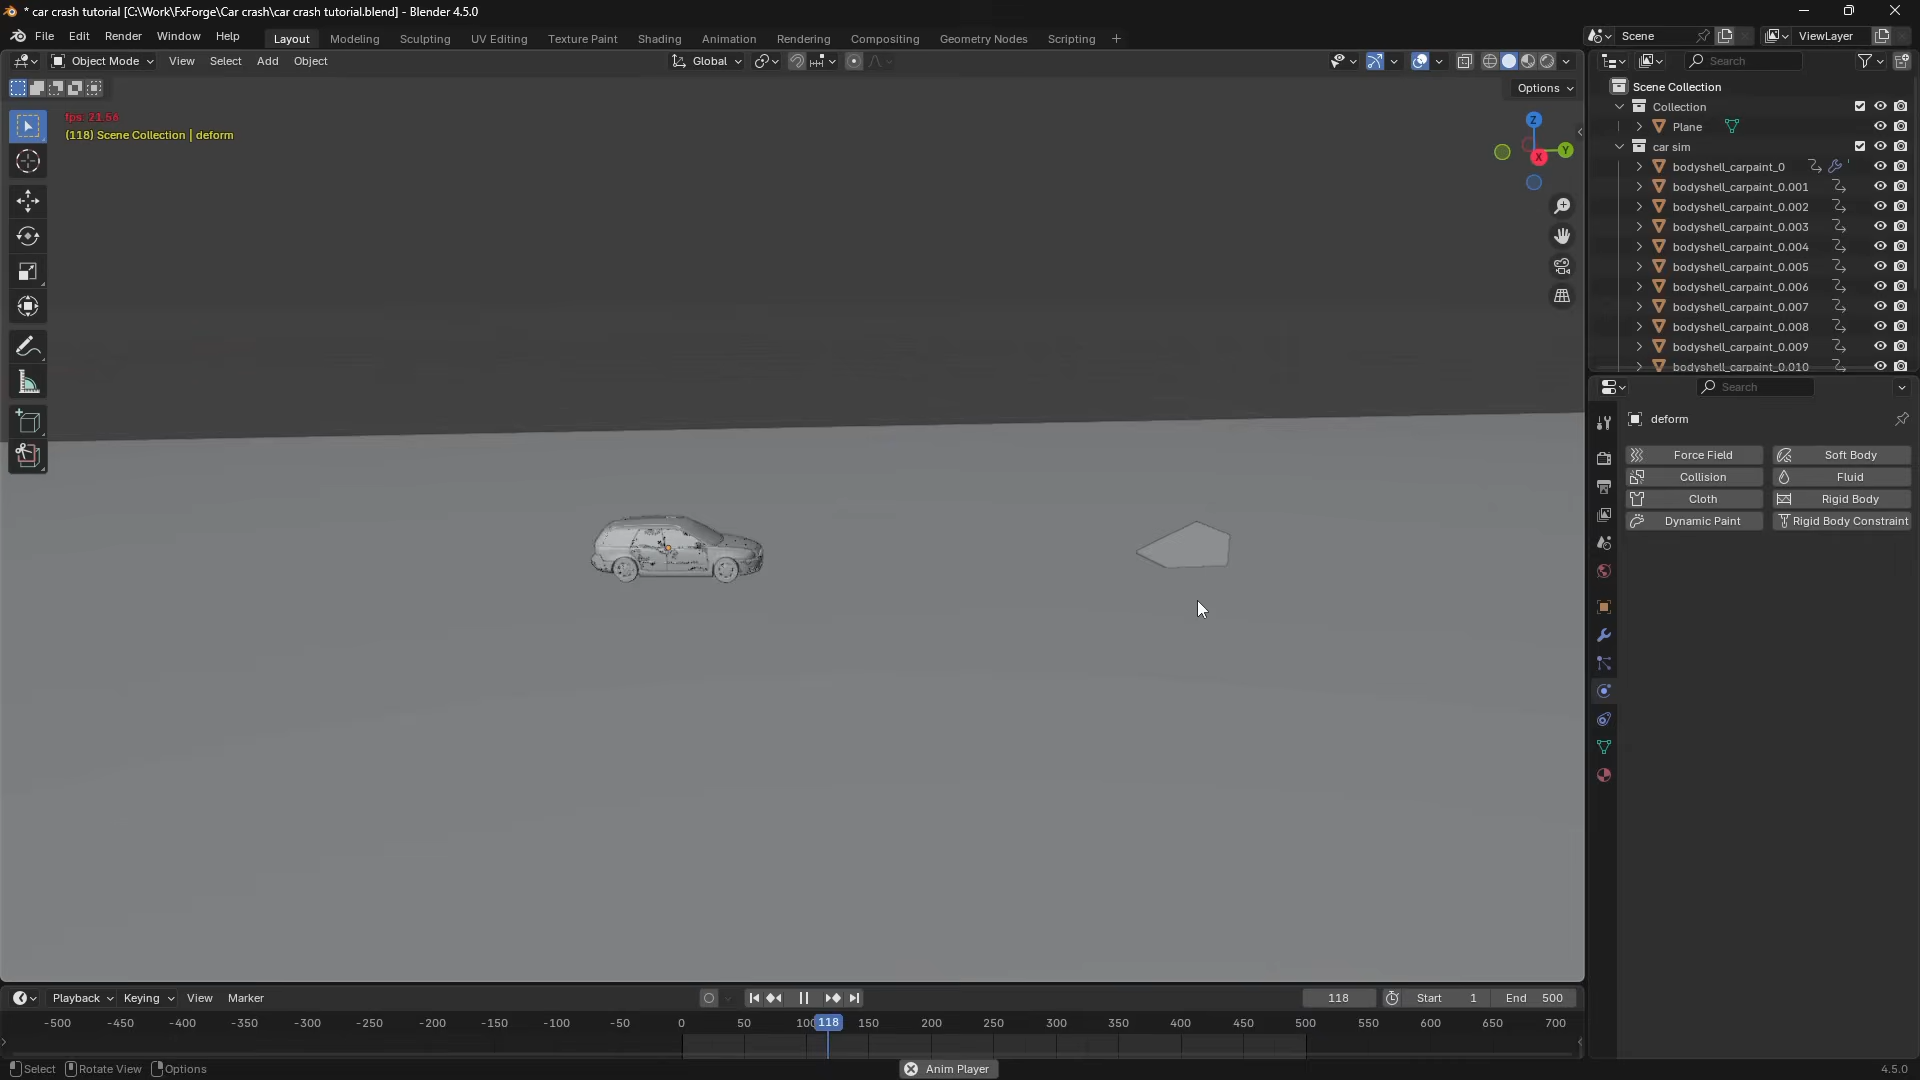 * car crash tutorial [C:\Work\FxForge\Car crash\car crash tutorial.blend] - Blender 4.5.0
File Edit Render Window Help Layout Modeling Sculpting UV Editing Texture Paint Shading Animation Rendering Compositing Geometry Nodes Scripting + Scene ViewLayer
Object Mode View Select Add Object Global Search
Options
fps: 21.56
(118) Scene Collection | deform
Z
Y
X
Scene Collection
Collection
Plane
car sim
bodyshell_carpaint_0
bodyshell_carpaint_0.001
bodyshell_carpaint_0.002
bodyshell_carpaint_0.003
bodyshell_carpaint_0.004
bodyshell_carpaint_0.005
bodyshell_carpaint_0.006
bodyshell_carpaint_0.007
bodyshell_carpaint_0.008
bodyshell_carpaint_0.009
bodyshell_carpaint_0.010
Search
deform
Force Field Soft Body
Collision Fluid
Cloth Rigid Body
Dynamic Paint Rigid Body Constraint
Playback Keying View Marker 118 Start 1 End 500
-500 -450 -400 -350 -300 -250 -200 -150 -100 -50 0 50 100 118 150 200 250 300 350 400 450 500 550 600 650 700
Select Rotate View Options Anim Player 4.5.0